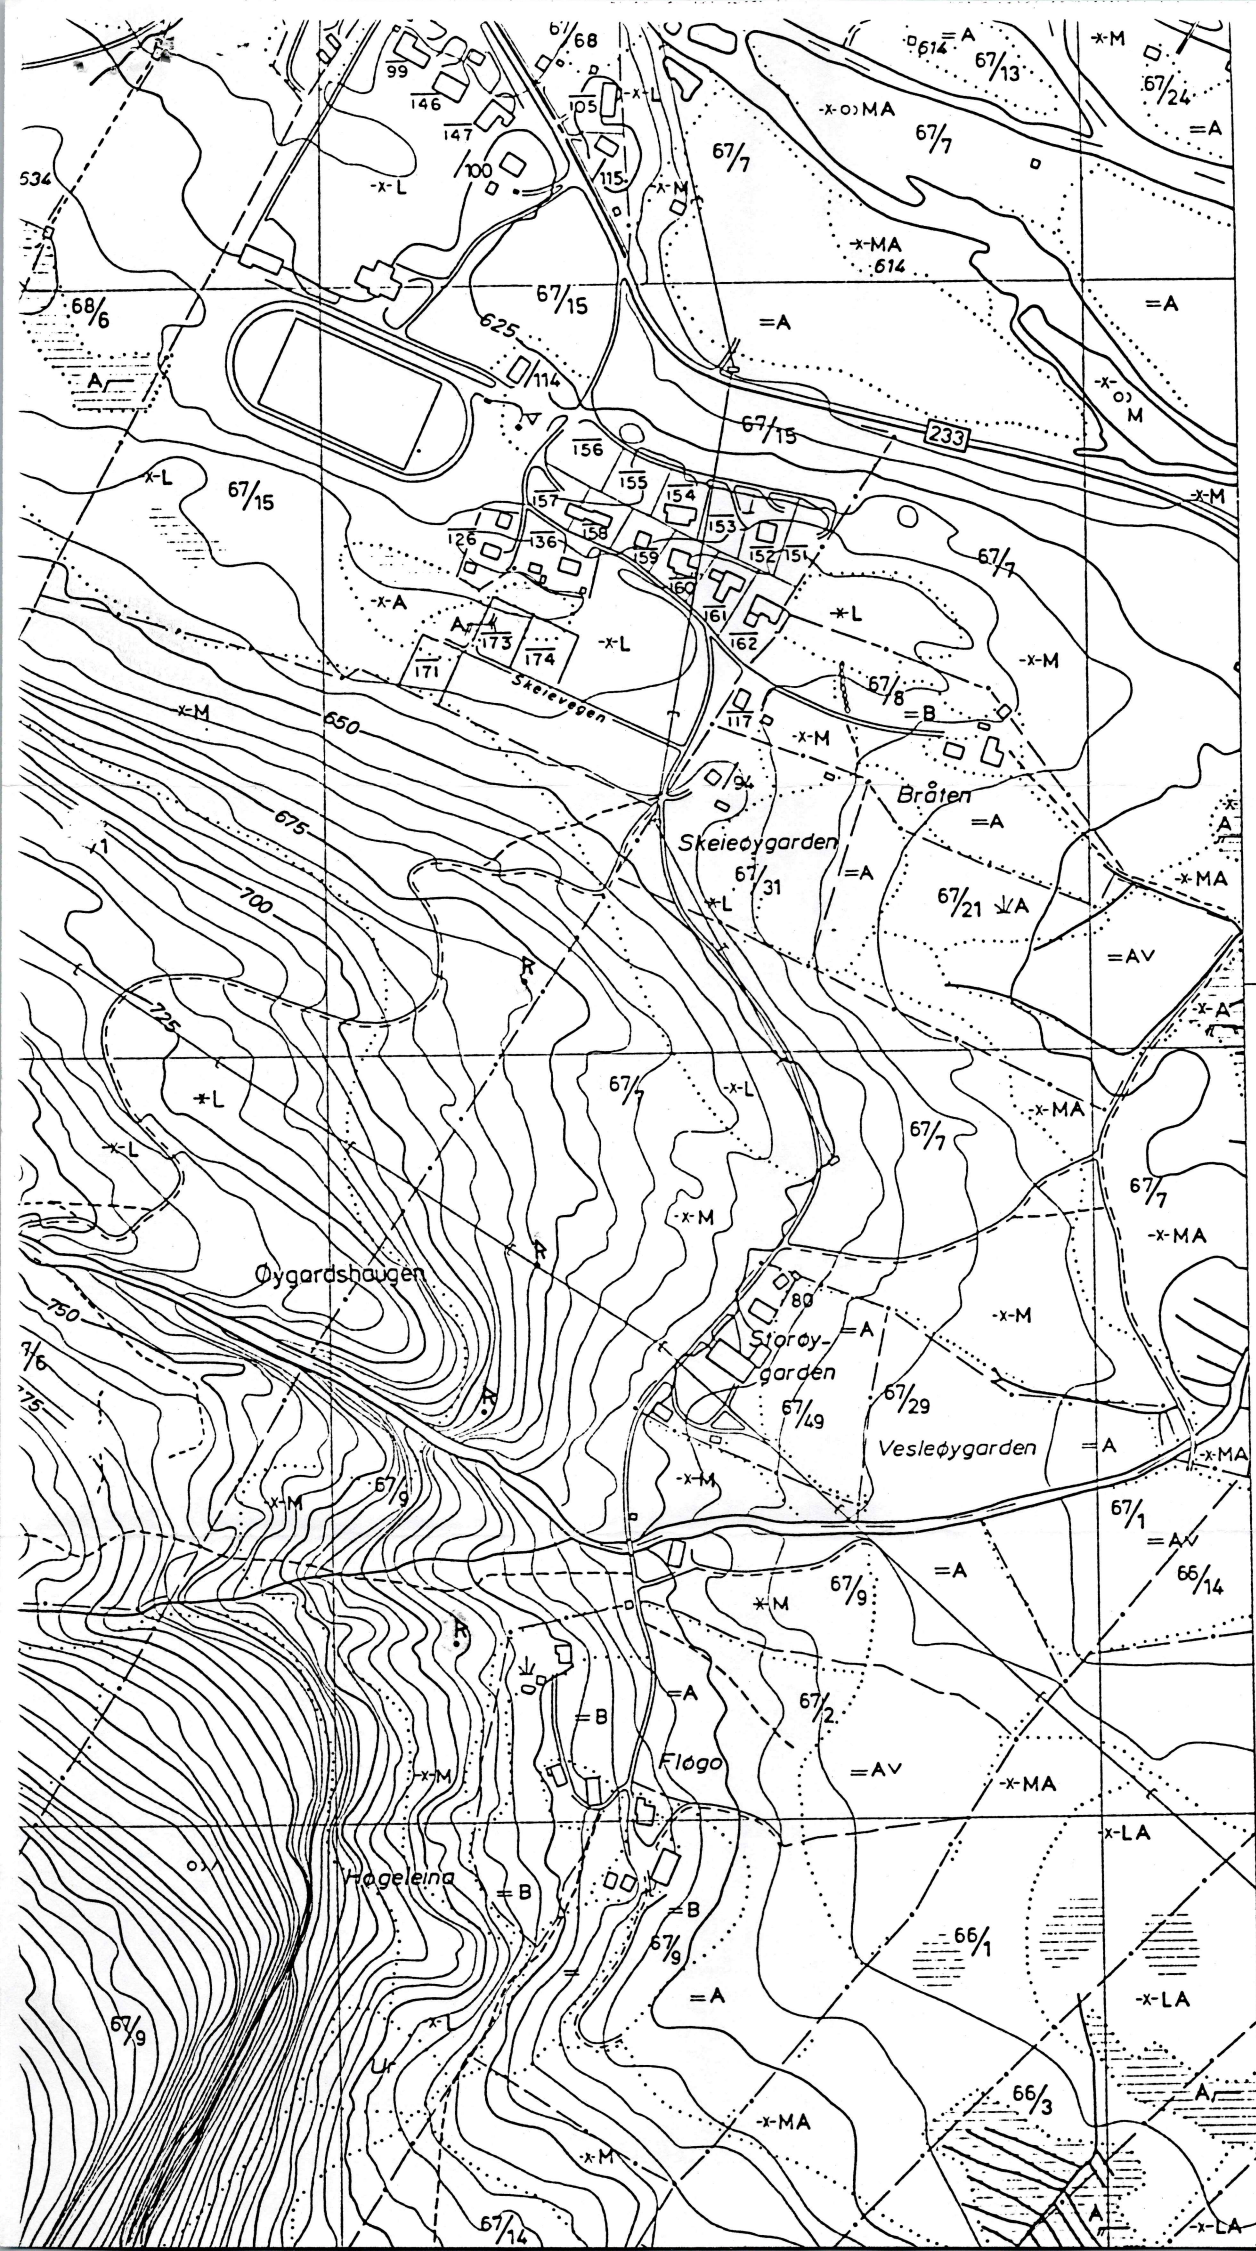 67/68
614
=A
67/13
-x-M
67/24
=A
99
146
147
105
-x-L
-x-o) MA
67/7
67/7
/100
115
-x-M
-x-L
634
-x-MA
614
68/6
67/15
625
=A
=A
A
/114
67/15
233
-x-
o)
M
156
155
154
-x-L
67/15
157
158
153
-x-M
126
136
159
152
151
67/7
160
-x-A
161
-x-L
A
173
174
-x-L
162
-x-M
171
Skeievegen
67/8
=B
-x-M
650
117
-x-M
/94
Bråten
675
=A
Skeieøygarden
A
67/31
=A
-x-MA
700
-x-L
67/21
A
=AV
R
725
-x-A
67/7
-x-L
-x-L
-x-MA
67/7
-x-L
67/7
-x-M
-x-MA
R
Øygardshaugen
750
80
-x-M
7/6
Storøy-
=A
garden
R
67/49
67/29
Vesleøygarden
=A
-x-MA
-x-M
67/9
-x-M
67/1
=AV
=A
66/14
67/9
-x-M
R
=A
67/2
=B
Fløgo
-x-M
=AV
-x-MA
-x-LA
o)
Høgeleina
=B
=B
67/9
66/1
=
=A
-x-LA
67/9
x-L
Ur
66/3
A
-x-MA
-x-M
A
67/14
-x-LA